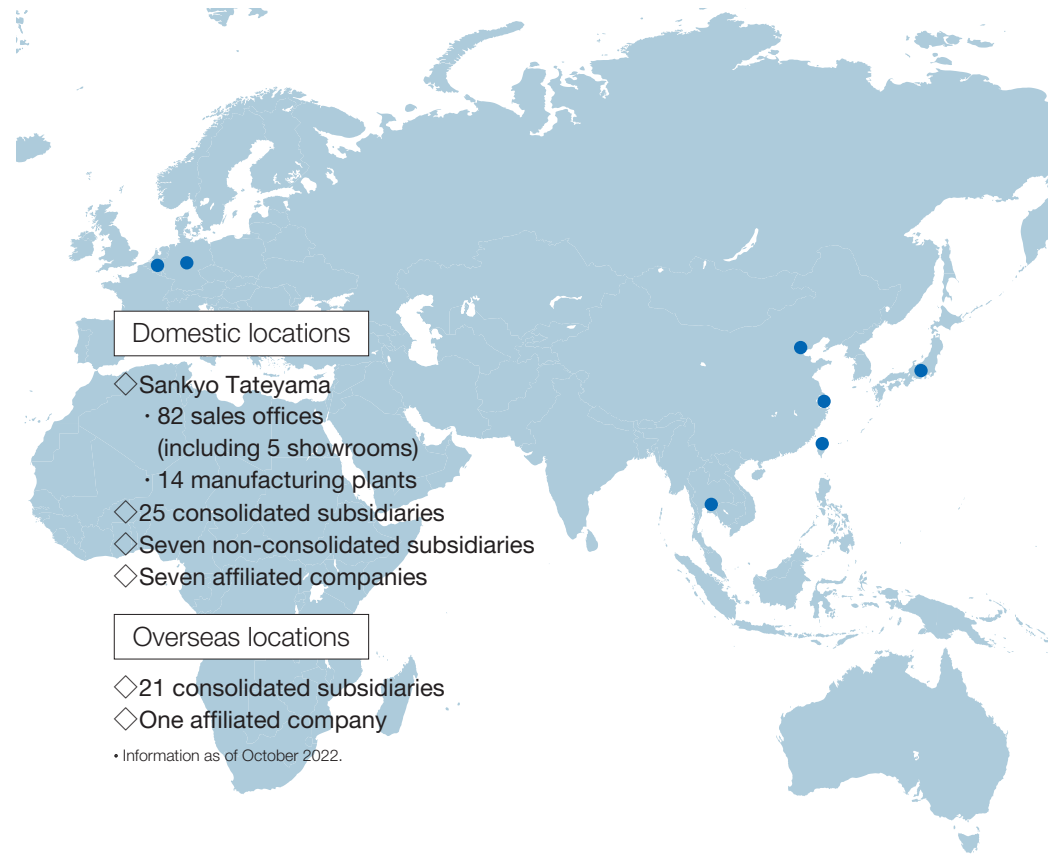 Domestic locations
◇Sankyo Tateyama
・82 sales offices
(including 5 showrooms)
・14 manufacturing plants
◇25 consolidated subsidiaries
◇Seven non-consolidated subsidiaries
◇Seven affiliated companies
Overseas locations
◇21 consolidated subsidiaries
◇One affiliated company
• Information as of October 2022.